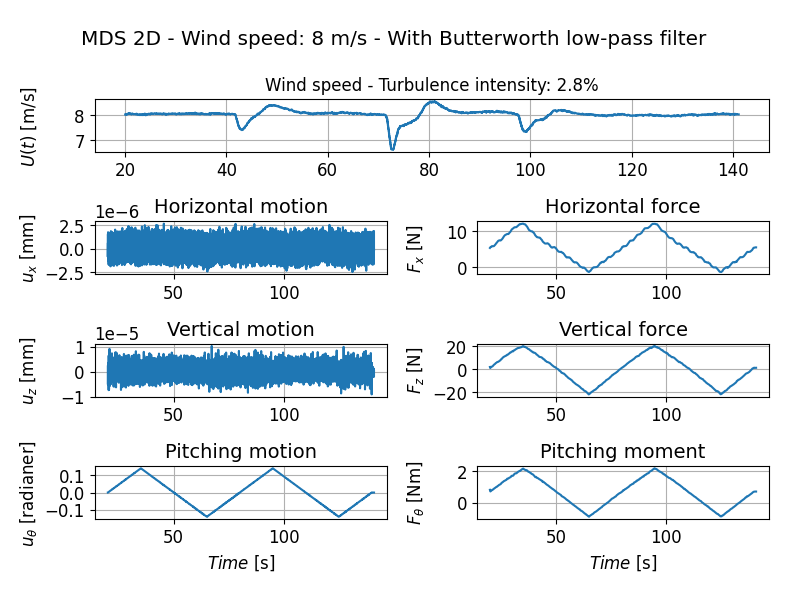 MDS 2D - Wind speed: 8 m/s - With Butterworth low-pass filter
Wind speed - Turbulence intensity: 2.8%
U(t) [m/s]
8
7
20 40 60 80 100 120 140
Horizontal motion
1e−6
u_x [mm]
2.5
0.0
−2.5
50 100
Horizontal force
F_x [N]
10
0
50 100
Vertical motion
1e−5
u_z [mm]
1
0
−1
50 100
Vertical force
F_z [N]
20
0
−20
50 100
Pitching motion
u_θ [radianer]
0.1
0.0
−0.1
50 100
Time [s]
Pitching moment
F_θ [Nm]
2
0
50 100
Time [s]